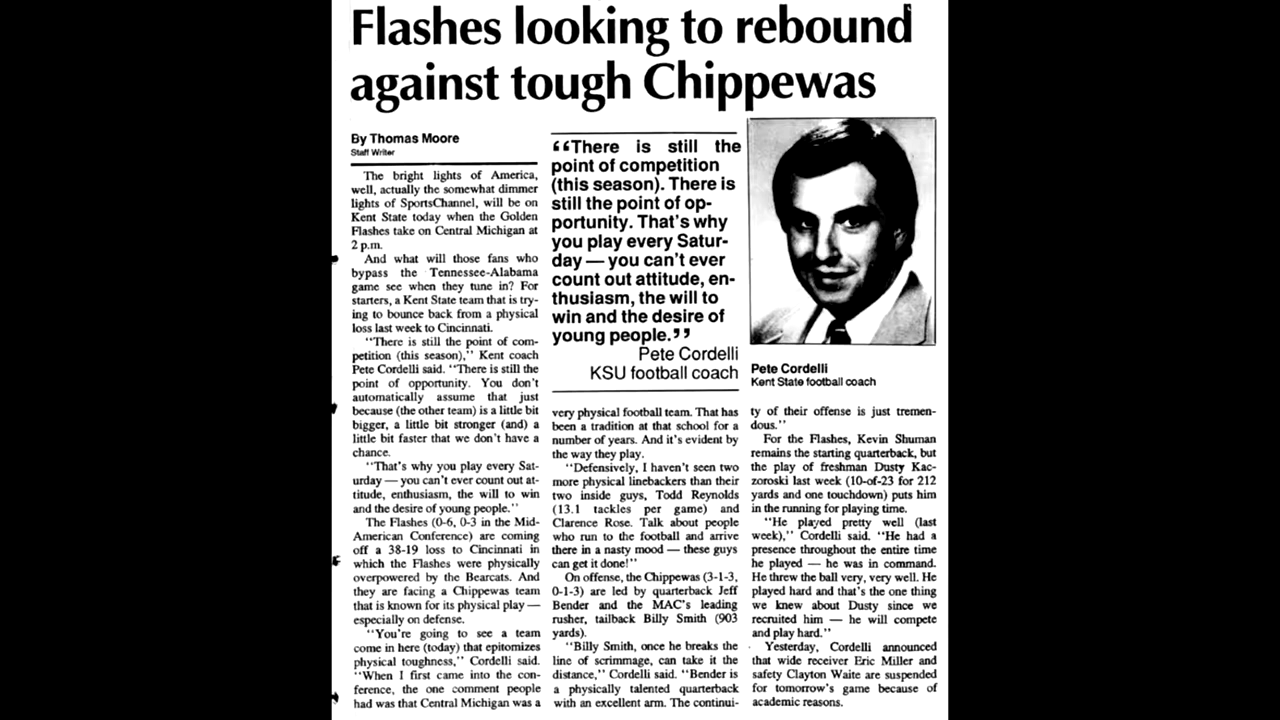 Flashes looking to rebound
against tough Chippewas
By Thomas Moore
Staff Writer
The bright lights of America,
well, actually the somewhat dimmer
lights of SportsChannel, will be on
Kent State today when the Golden
Flashes take on Central Michigan at
2 p.m.
And what will those fans who
bypass the Tennessee-Alabama
game see when they tune in? For
starters, a Kent State team that is try-
ing to bounce back from a physical
loss last week to Cincinnati.
"There is still the point of com-
petition (this season)," Kent coach
Pete Cordelli said. "There is still the
point of opportunity. You don't
automatically assume that just
because (the other team) is a little bit
bigger, a little bit stronger (and) a
little bit faster that we don't have a
chance.
"That's why you play every Sat-
urday — you can't ever count out at-
titude, enthusiasm, the will to win
and the desire of young people."
The Flashes (0-6, 0-3 in the Mid-
American Conference) are coming
off a 38-19 loss to Cincinnati in
which the Flashes were physically
overpowered by the Bearcats. And
they are facing a Chippewas team
that is known for its physical play —
especially on defense.
"You're going to see a team
come in here (today) that epitomizes
physical toughness," Cordelli said.
"When I first came into the con-
ference, the one comment people
had was that Central Michigan was a
"There is still the
point of competition
(this season). There is
still the point of op-
portunity. That's why
you play every Satur-
day — you can't ever
count out attitude, en-
thusiasm, the will to
win and the desire of
young people."
Pete Cordelli
KSU football coach
very physical football team. That has
been a tradition at that school for a
number of years. And it's evident by
the way they play.
"Defensively, I haven't seen two
more physical linebackers than their
two inside guys, Todd Reynolds
(13.1 tackles per game) and
Clarence Rose. Talk about people
who run to the football and arrive
there in a nasty mood — these guys
can get it done!"
On offense, the Chippewas (3-1-3,
0-1-3) are led by quarterback Jeff
Bender and the MAC's leading
rusher, tailback Billy Smith (903
yards).
"Billy Smith, once he breaks the
line of scrimmage, can take it the
distance," Cordelli said. "Bender is
a physically talented quarterback
with an excellent arm. The continui-
Pete Cordelli
Kent State football coach
ty of their offense is just tremen-
dous."
For the Flashes, Kevin Shuman
remains the starting quarterback, but
the play of freshman Dusty Kac-
zoroski last week (10-of-23 for 212
yards and one touchdown) puts him
in the running for playing time.
"He played pretty well (last
week)," Cordelli said. "He had a
presence throughout the entire time
he played — he was in command.
He threw the ball very, very well. He
played hard and that's the one thing
we knew about Dusty since we
recruited him — he will compete
and play hard."
Yesterday, Cordelli announced
that wide receiver Eric Miller and
safety Clayton Waite are suspended
for tomorrow's game because of
academic reasons.